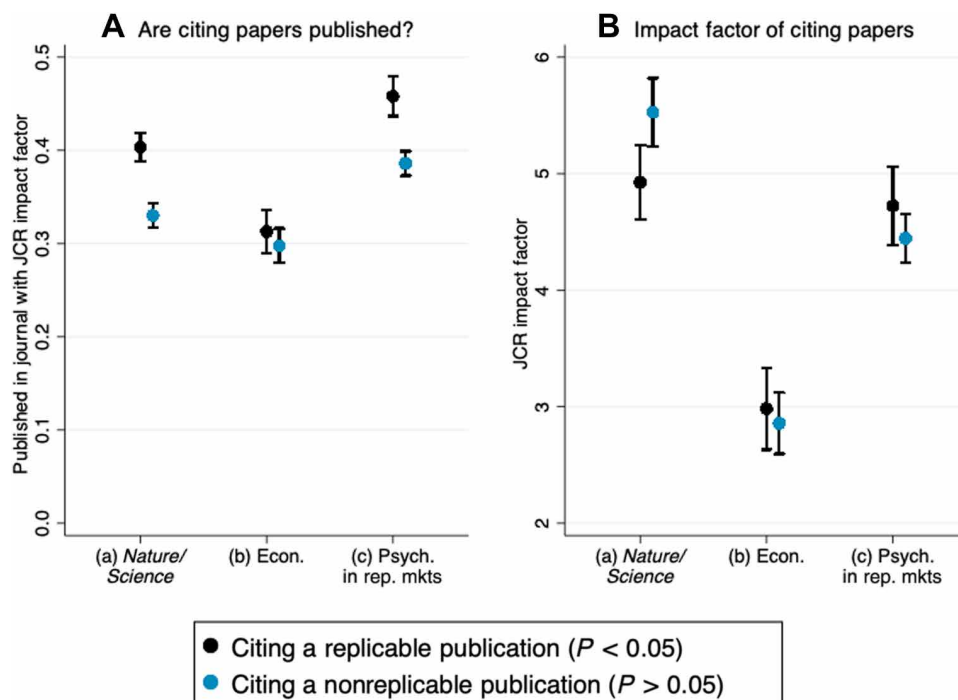 A Are citing papers published?
Published in journal with JCR impact factor
0.5
0.4
0.3
0.2
0.1
0.0
(a) Nature/
Science
(b) Econ.
(c) Psych.
in rep. mkts
B Impact factor of citing papers
JCR impact factor
6
5
4
3
2
(a) Nature/
Science
(b) Econ.
(c) Psych.
in rep. mkts
Citing a replicable publication (P < 0.05)
Citing a nonreplicable publication (P > 0.05)